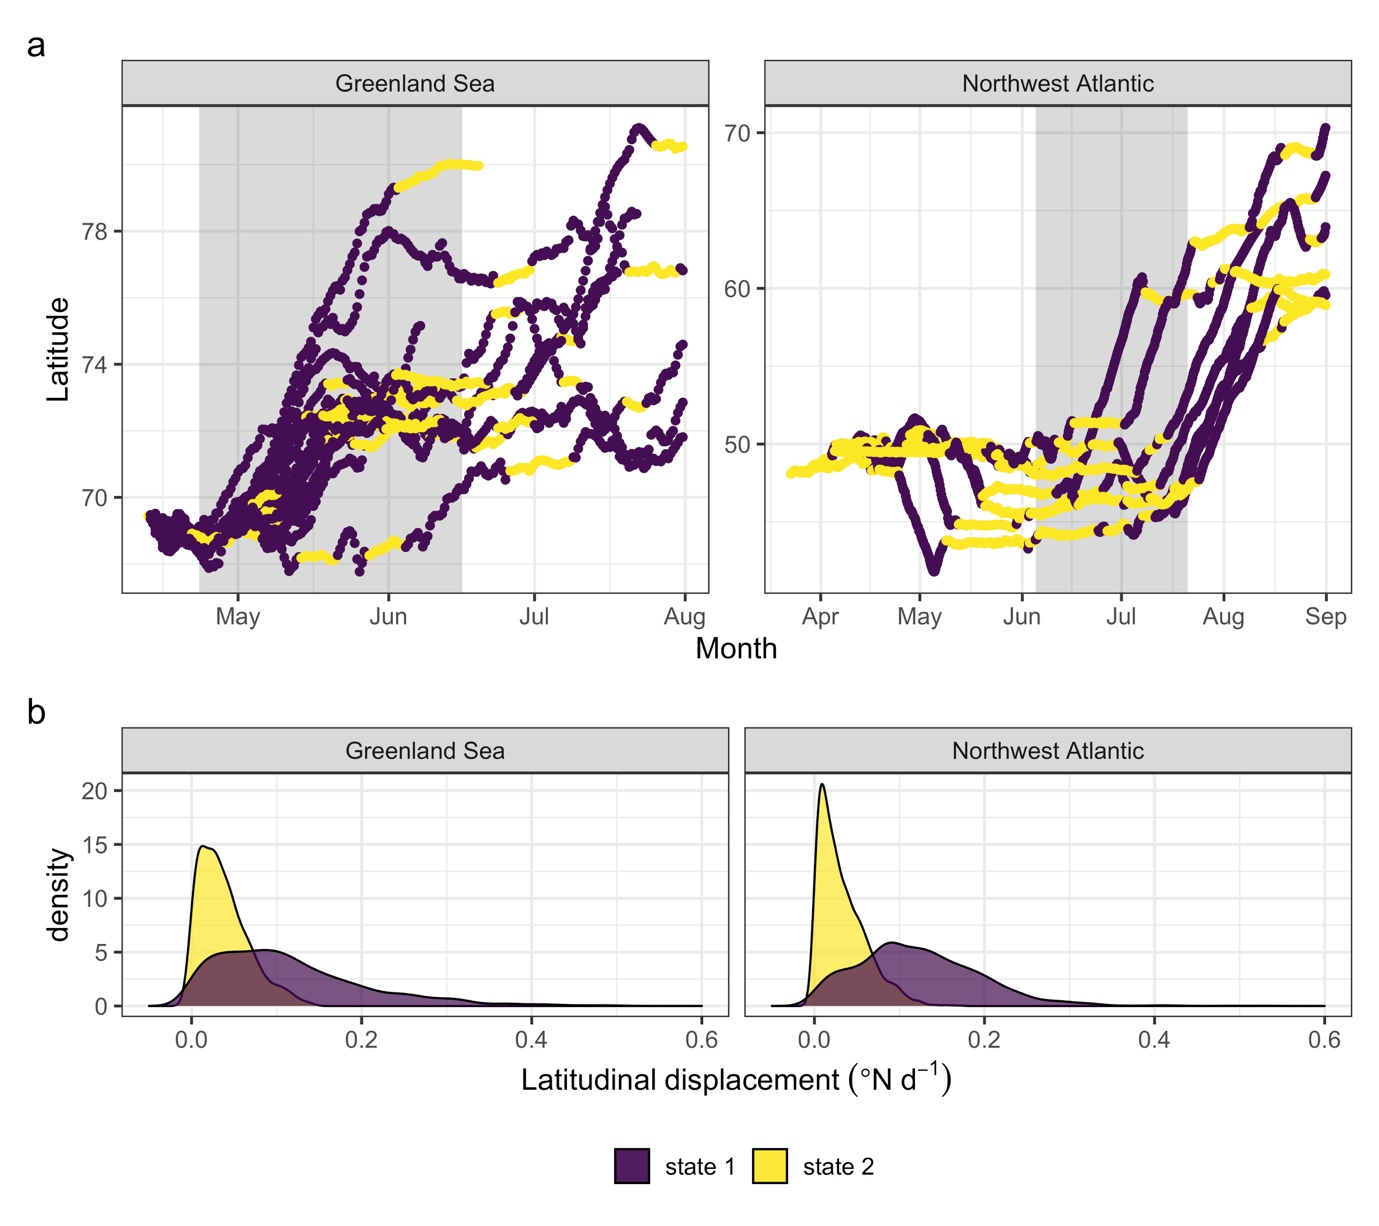 a
Greenland Sea
Northwest Atlantic
Latitude
78
74
70
70
60
50
May Jun Jul Aug
Apr May Jun Jul Aug Sep
Month
b
Greenland Sea
Northwest Atlantic
density
20
15
10
5
0
0.0 0.2 0.4 0.6
0.0 0.2 0.4 0.6
Latitudinal displacement (°N d⁻¹)
state 1 state 2